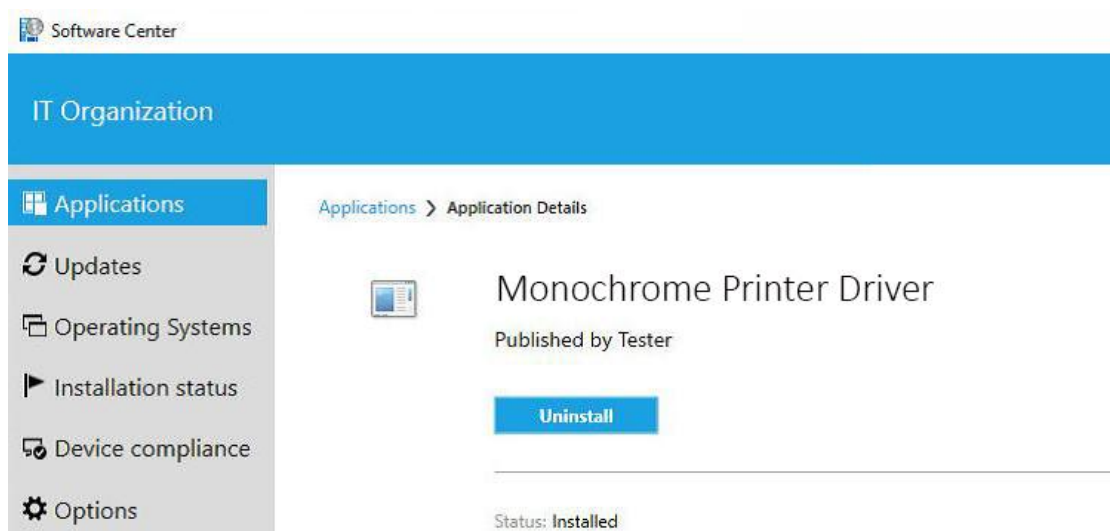 Software Center
IT Organization
Applications
Updates
Operating Systems
Installation status
Device compliance
Options
Applications > Application Details
Monochrome Printer Driver
Published by Tester
Uninstall
Status: Installed